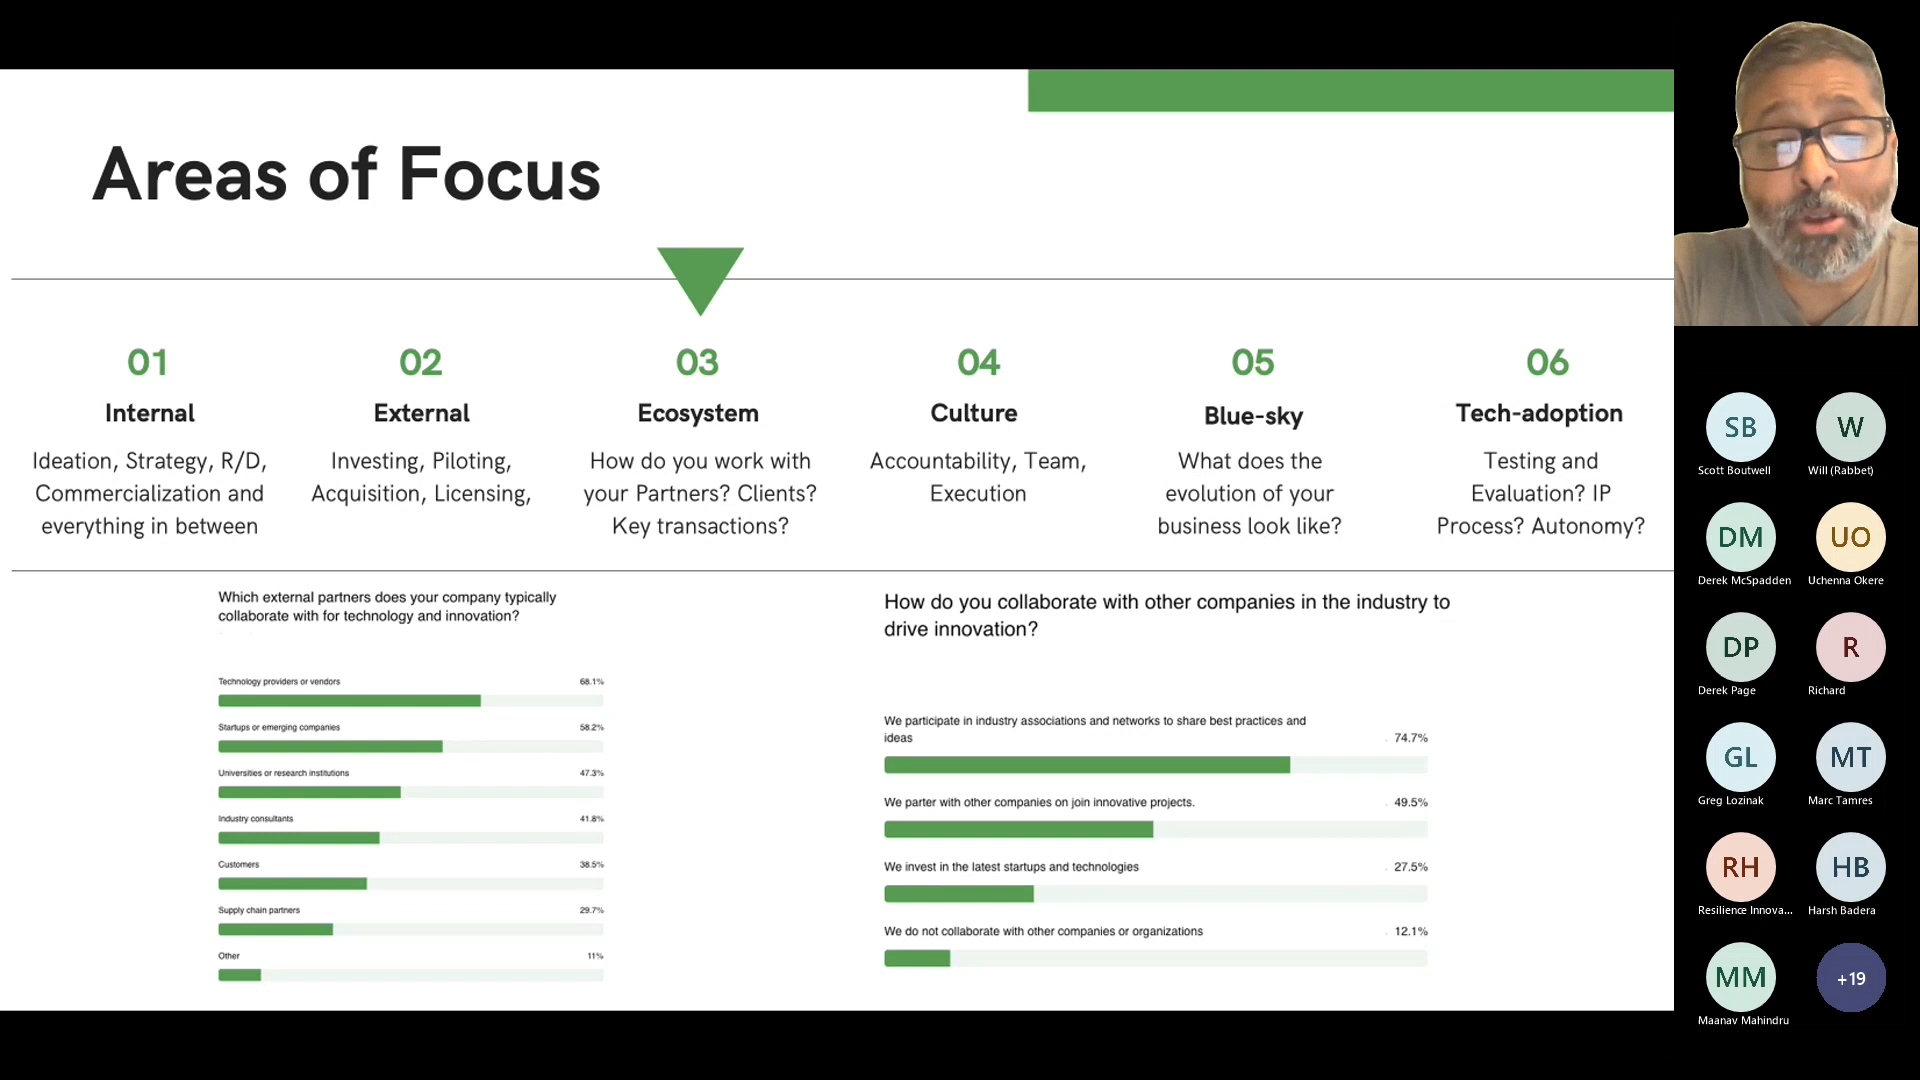 Areas of Focus
01
Internal
Ideation, Strategy, R/D,
Commercialization and
everything in between
02
External
Investing, Piloting,
Acquisition, Licensing,
03
Ecosystem
How do you work with
your Partners? Clients?
Key transactions?
04
Culture
Accountability, Team,
Execution
05
Blue-sky
What does the
evolution of your
business look like?
06
Tech-adoption
Testing and
Evaluation? IP
Process? Autonomy?
Which external partners does your company typically
collaborate with for technology and innovation?
Technology providers or vendors 68.1%
Startups or emerging companies 58.2%
Universities or research institutions 47.3%
Industry consultants 41.8%
Customers 38.5%
Supply chain partners 29.7%
Other 11%
How do you collaborate with other companies in the industry to
drive innovation?
We participate in industry associations and networks to share best practices and
ideas 74.7%
We parter with other companies on join innovative projects. 49.5%
We invest in the latest startups and technologies 27.5%
We do not collaborate with other companies or organizations 12.1%
SB W
Scott Boutwell Will (Rabbet)
DM UO
Derek McSpadden Uchenna Okere
DP R
Derek Page Richard
GL MT
Greg Lozinak Marc Tamres
RH HB
Resilience Innova... Harsh Badera
MM +19
Maanav Mahindru